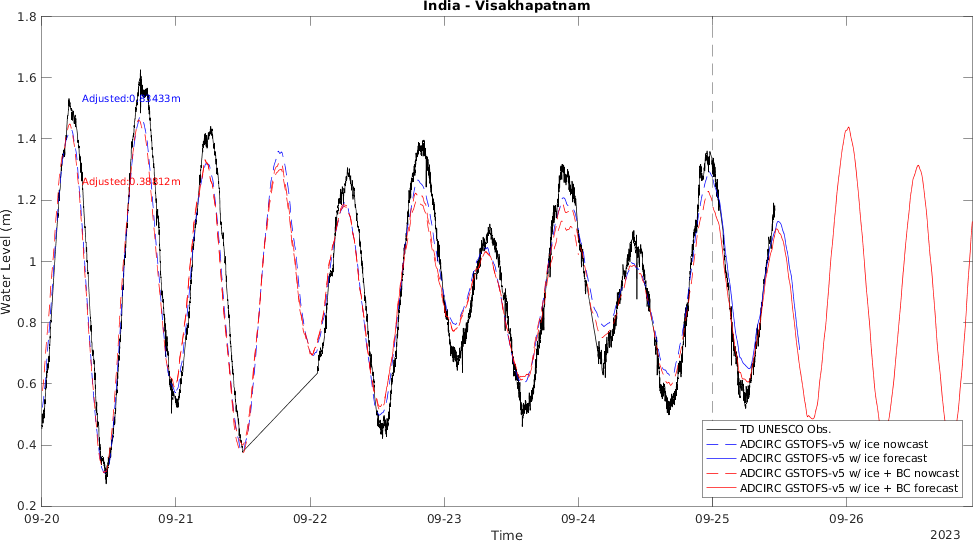 India - Visakhapatnam
1.8
1.6
1.4
1.2
1
0.8
0.6
0.4
0.2
Water Level (m)
Adjusted:0.33433m
Adjusted:0.38812m
TD UNESCO Obs.
ADCIRC GSTOFS-v5 w/ ice nowcast
ADCIRC GSTOFS-v5 w/ ice forecast
ADCIRC GSTOFS-v5 w/ ice + BC nowcast
ADCIRC GSTOFS-v5 w/ ice + BC forecast
09-20 09-21 09-22 09-23 09-24 09-25 09-26
Time
2023